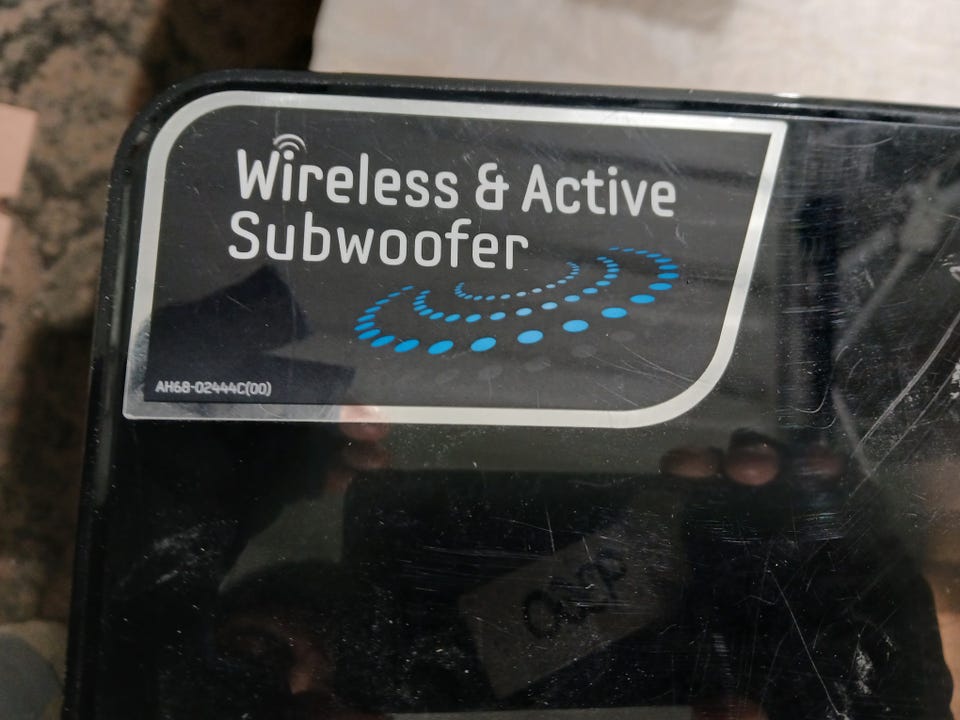 Wireless & Active
Subwoofer
AH68-02444C(00)